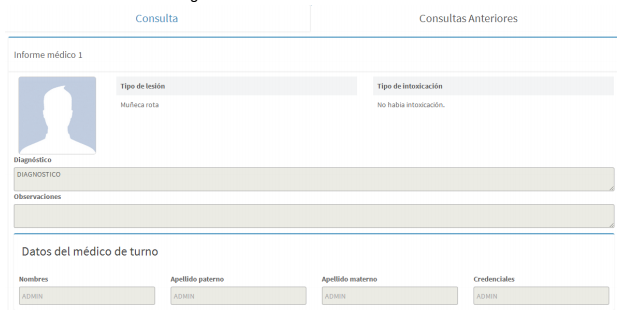 Consulta
Consultas Anteriores
Informe médico 1
Tipo de lesión
Tipo de intoxicación
Muñeca rota
No habia intoxicación.
Diagnóstico
DIAGNOSTICO
Observaciones
Datos del médico de turno
Nombres
Apellido paterno
Apellido materno
Credenciales
ADMIN
ADMIN
ADMIN
ADMIN